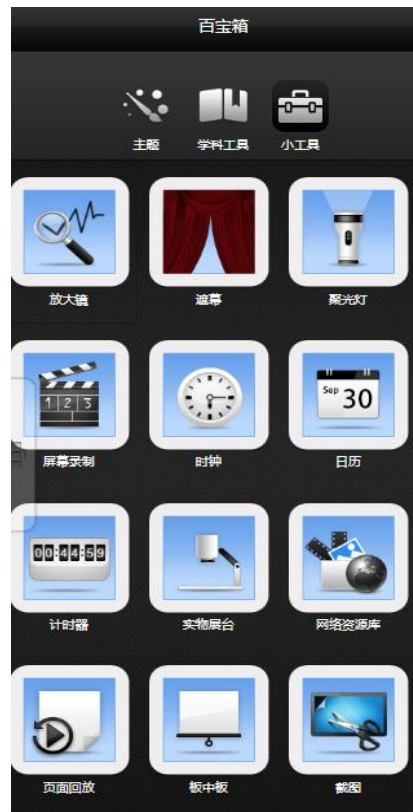 百宝箱
主题 学科工具 小工具
放大镜 遮幕 聚光灯
1 2 3
Sep 30
屏幕录制 时钟 日历
00:44:59
计时器 实物展台 网络资源库
页面回放 板中板 截图